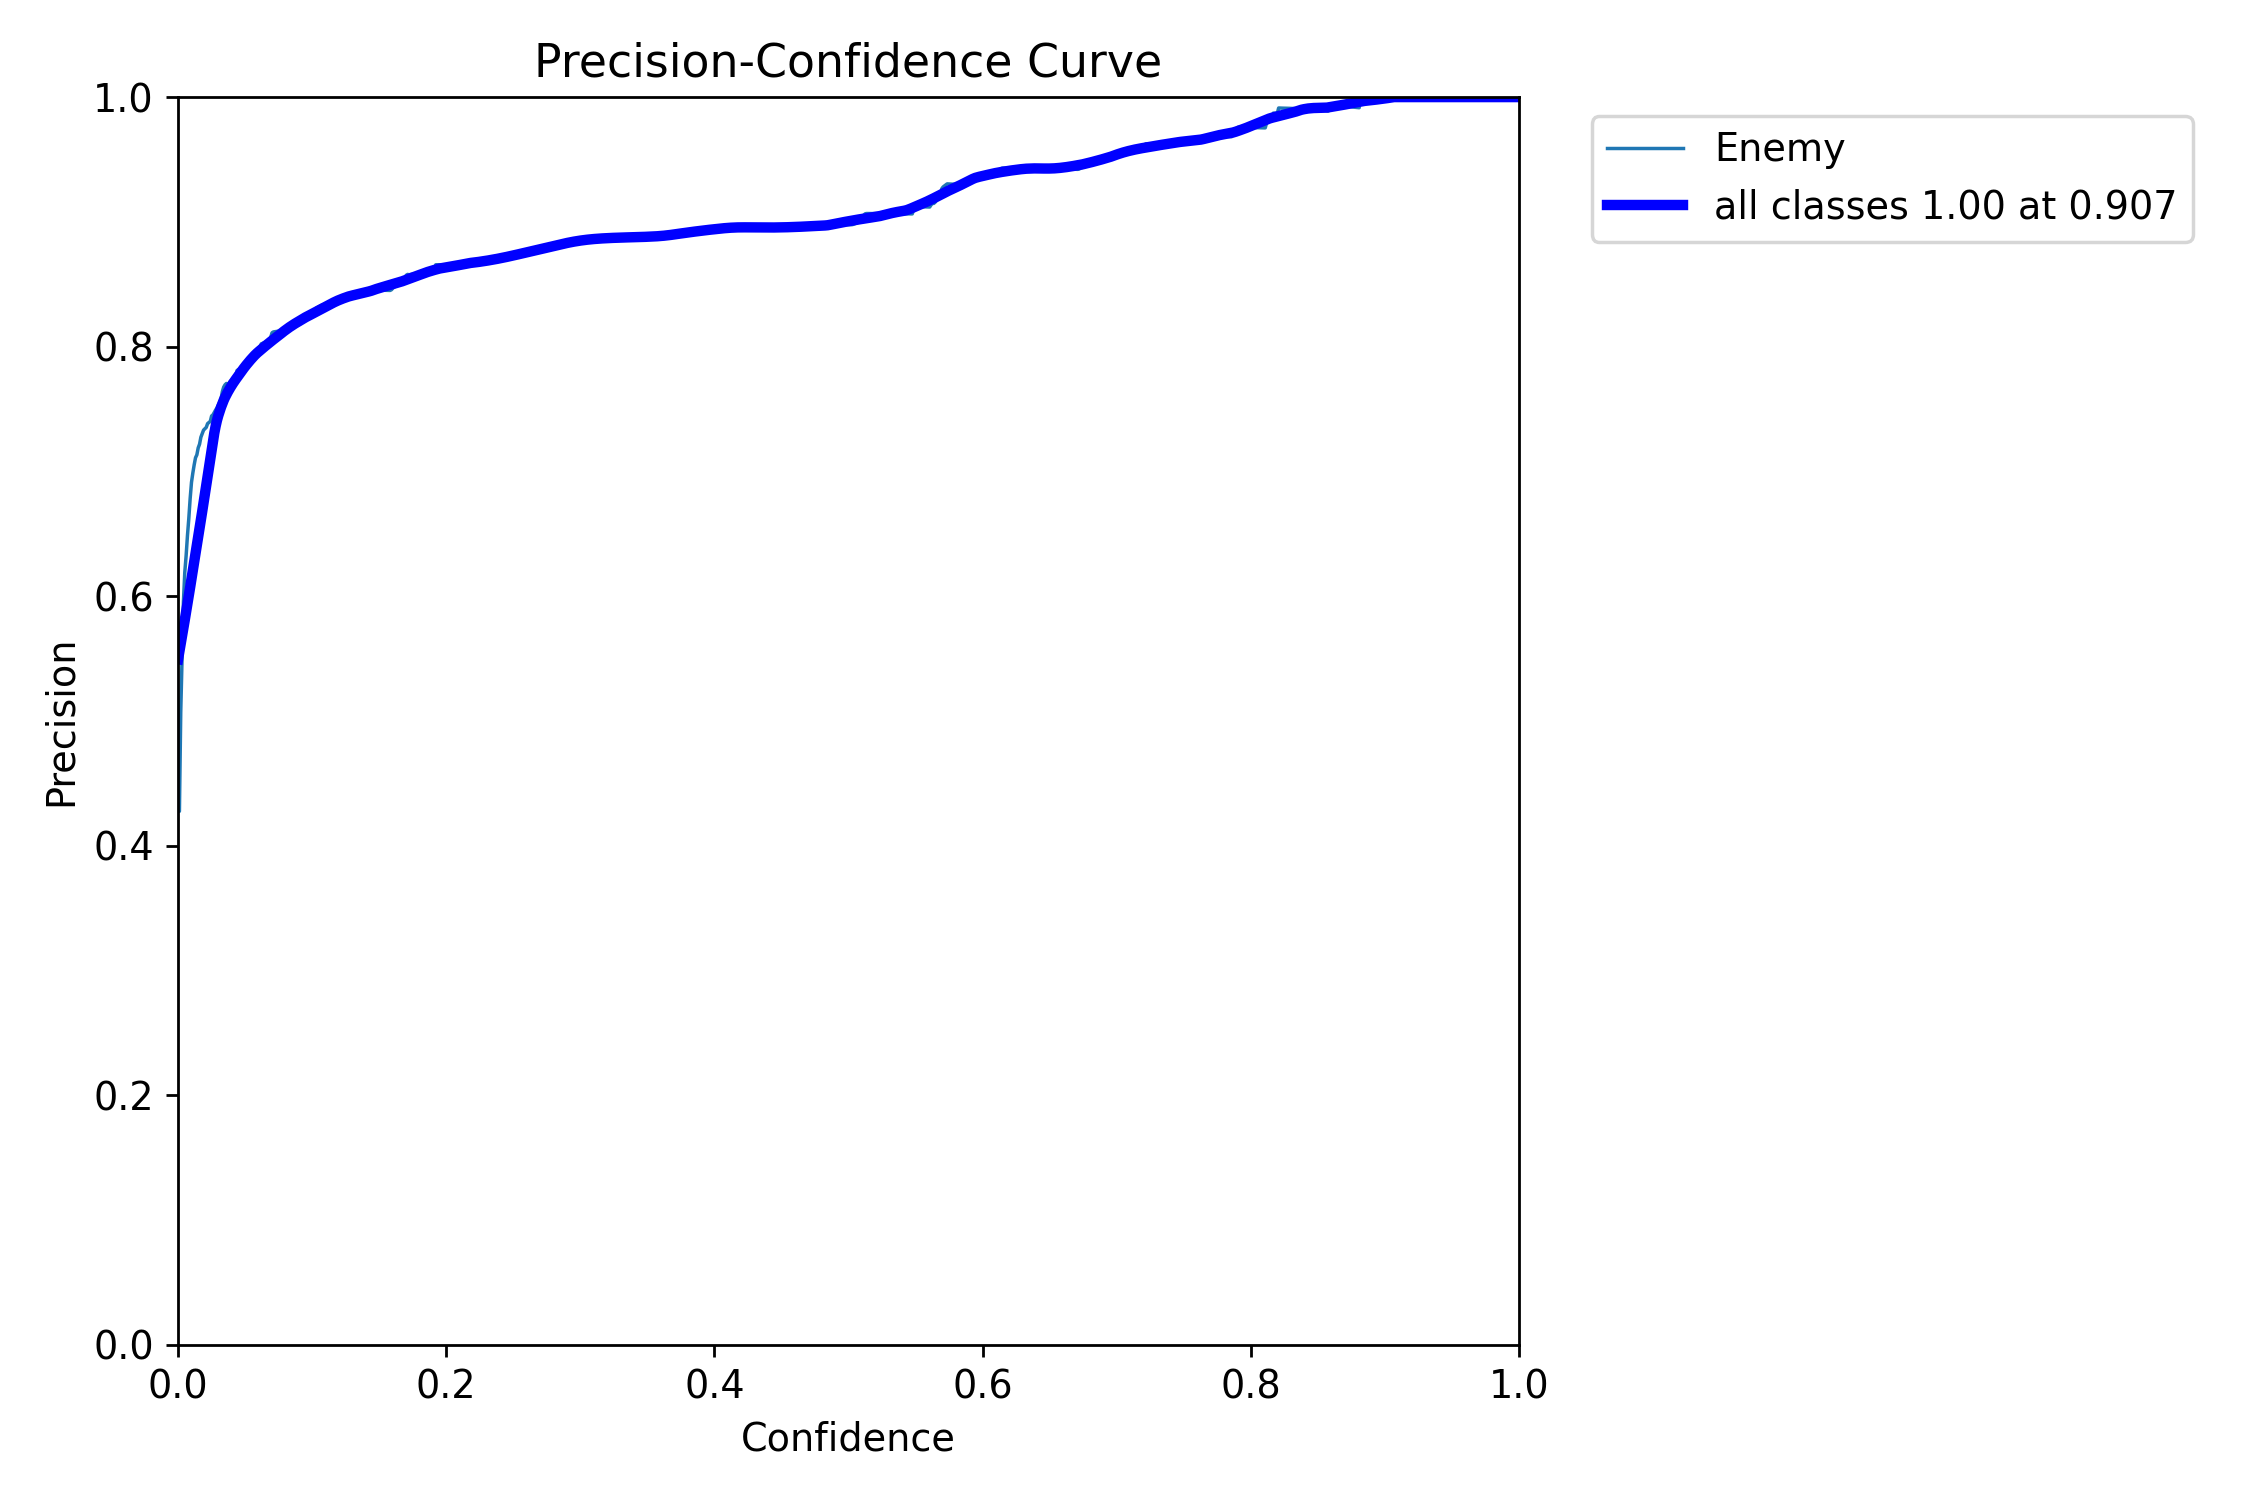 Precision-Confidence Curve
1.0
0.8
0.6
0.4
0.2
0.0
Precision
0.0 0.2 0.4 0.6 0.8 1.0
Confidence
Enemy
all classes 1.00 at 0.907